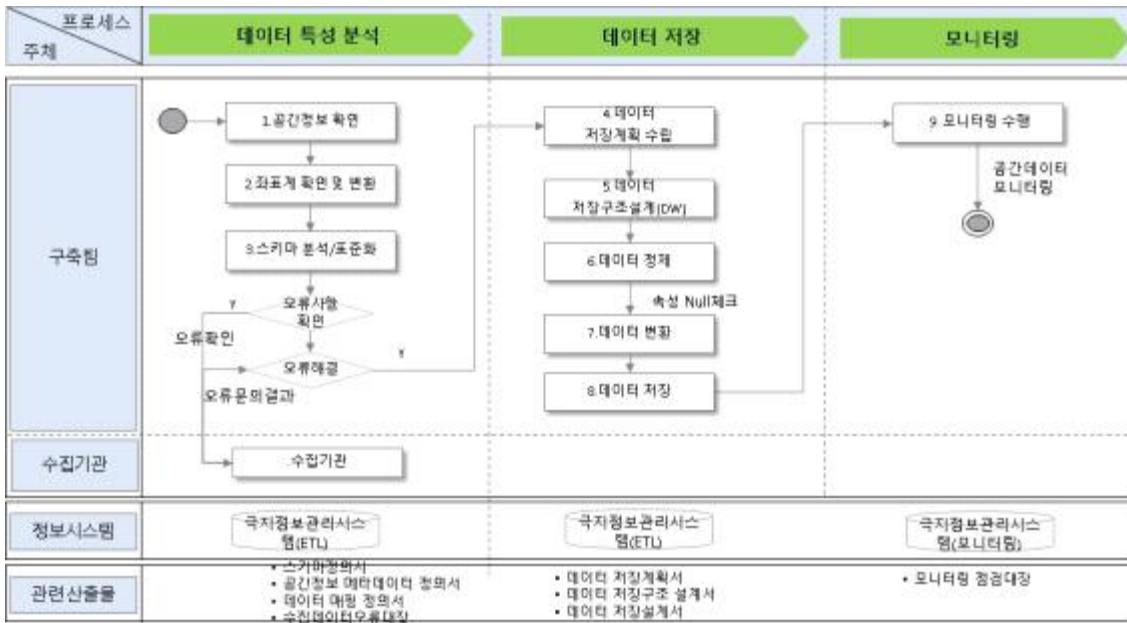 프로세스
주체
데이터 특성 분석
데이터 저장
모니터링
구축팀
1.공간정보 확인
2.좌표계 확인 및 변환
3.스키마 분석/표준화
오류사항
확인
Y
오류확인
오류해결
Y
오류문의결과
4.데이터
저장계획 수립
5.데이터
저장구조설계(DW)
6.데이터 정제
속성 Null체크
7.데이터 변환
8.데이터 저장
9.모니터링 수행
공간데이터
모니터링
수집기관
.수집기관
정보시스템
극지정보관리시스
템(ETL)
극지정보관리시스
템(ETL)
극지정보관리시스
템(모니터링)
관련산출물
• 스키마정의서
• 공간정보 메타데이터 정의서
• 데이터 매핑 정의서
• 수집데이터오류대장
• 데이터 저장계획서
• 데이터 저장구조 설계서
• 데이터 저장설계서
• 모니터링 점검대장